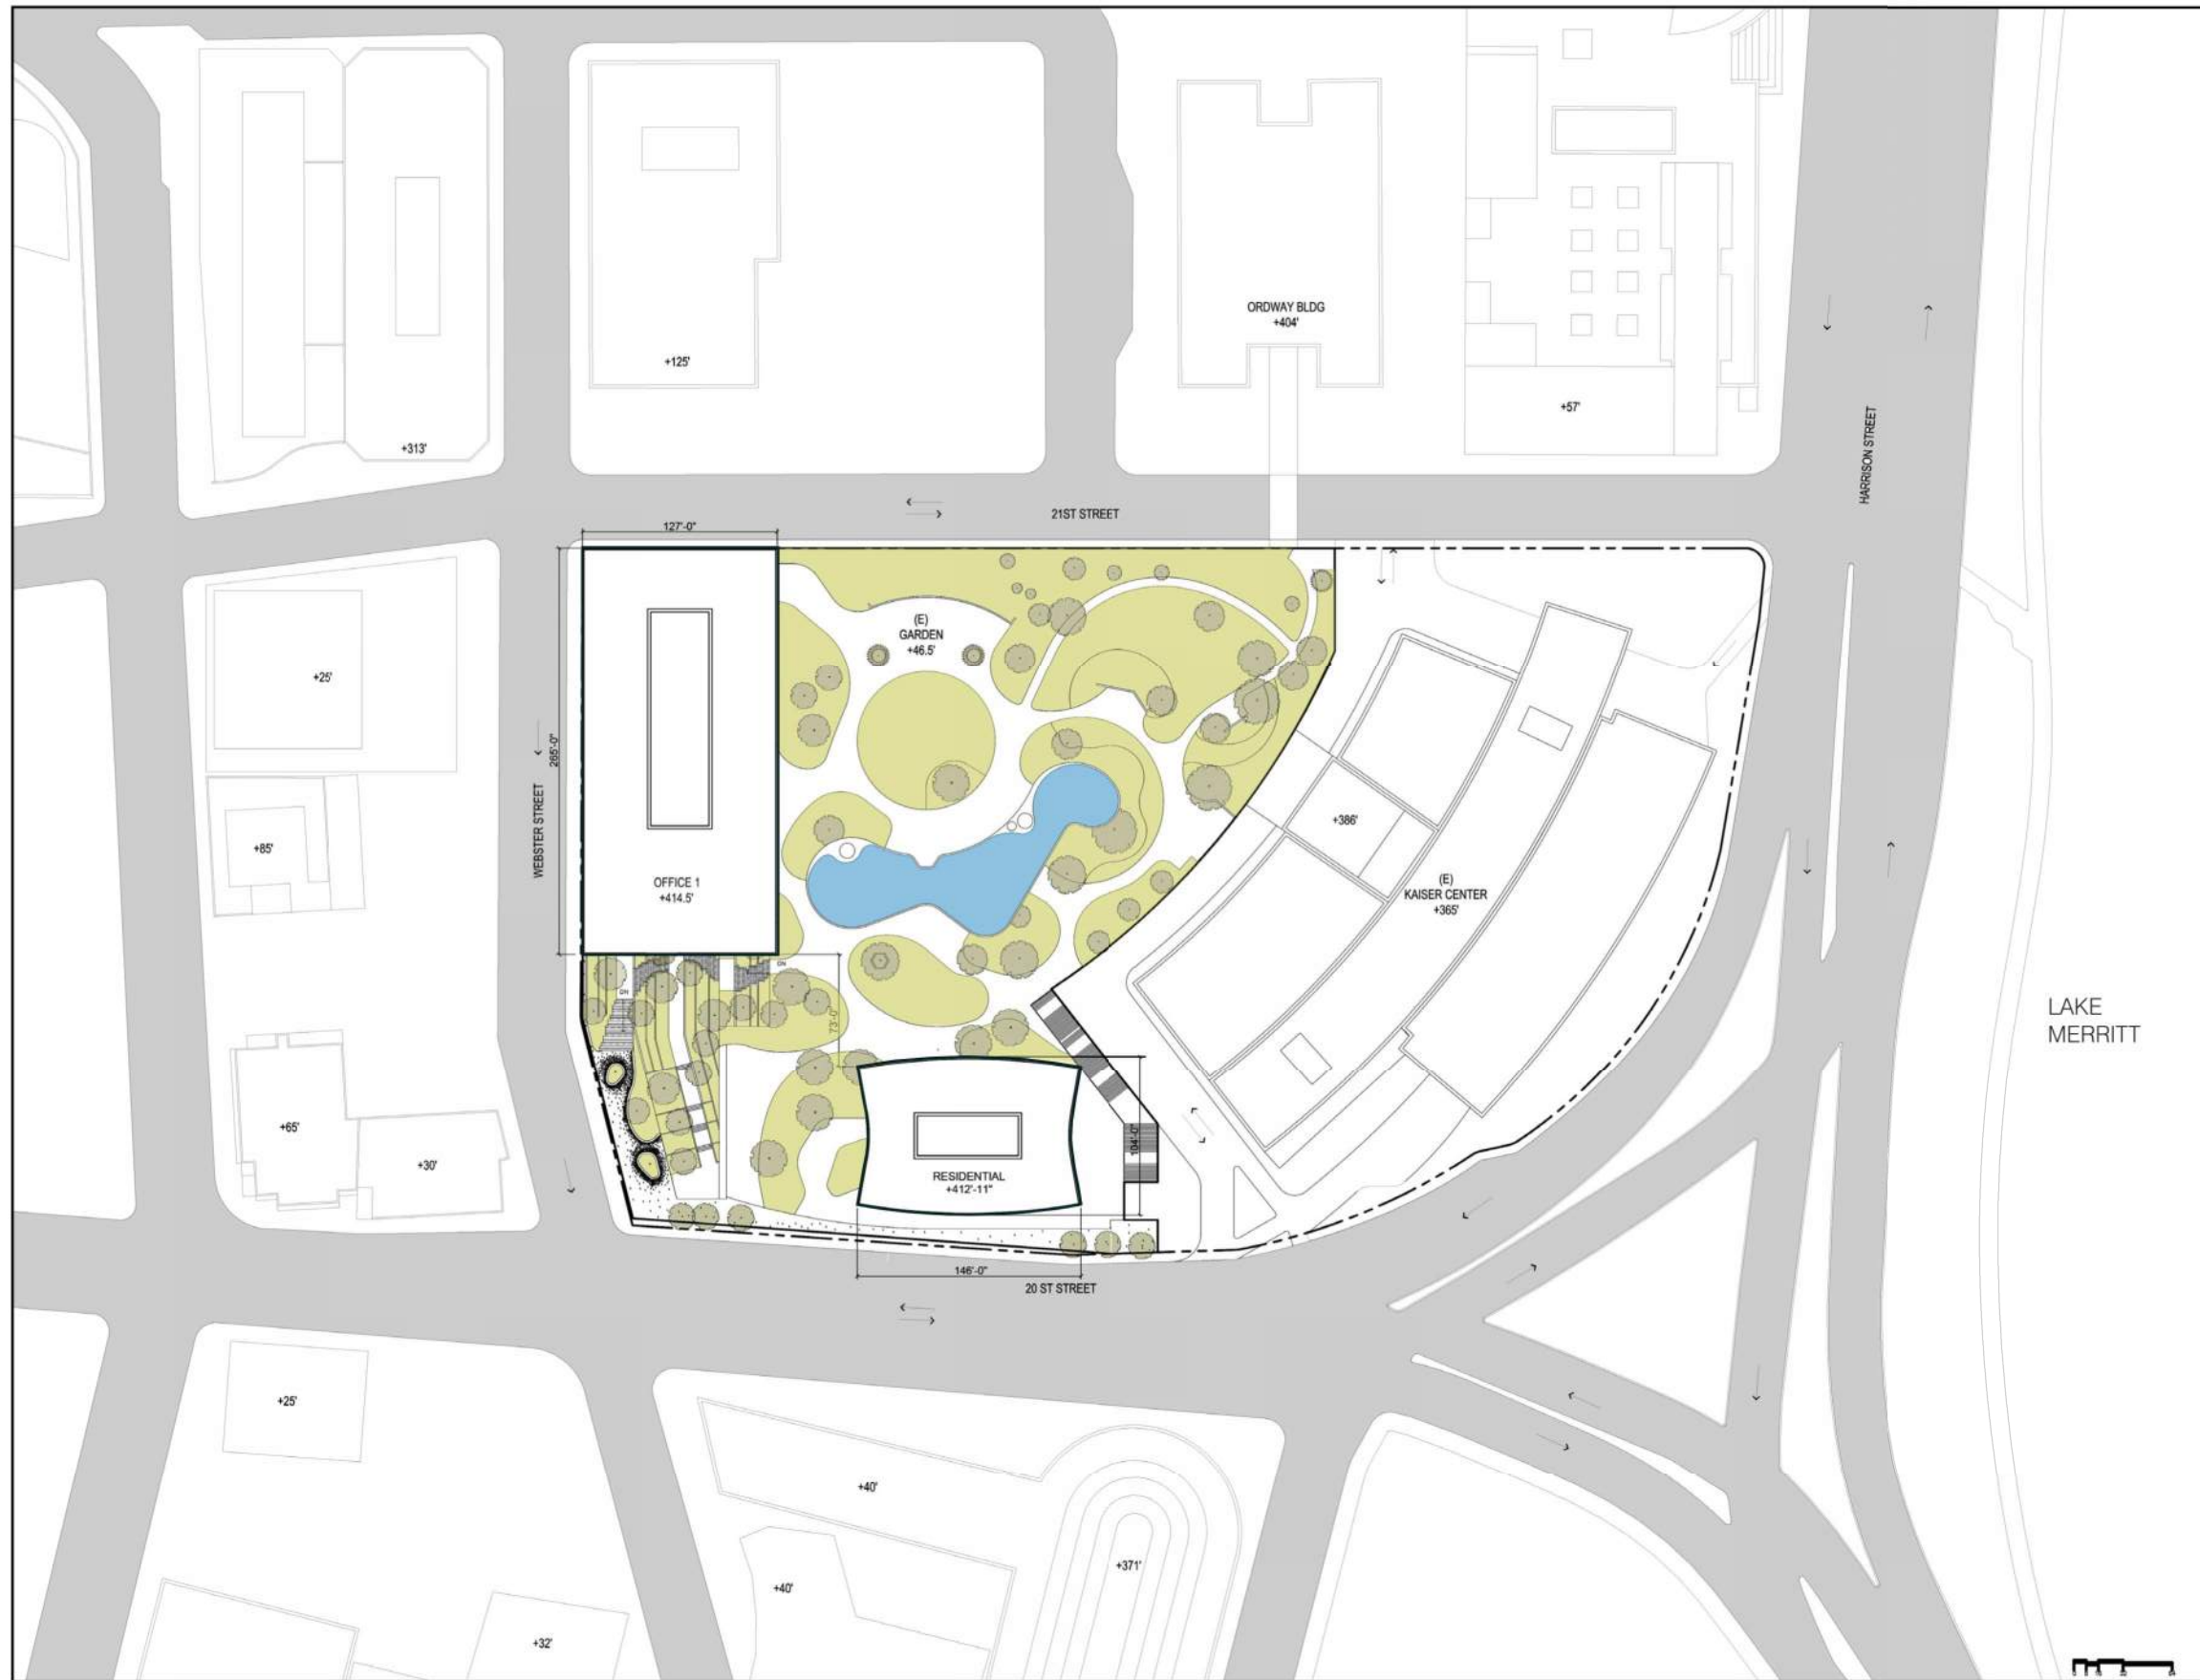 ORDWAY BLDG
+404'
+125'
+57'
+313'
HARRISON STREET
21ST STREET
127'-0"
(E)
GARDEN
+46.5'
+25'
265'-0"
WEBSTER STREET
+85'
+386'
OFFICE 1
+414.5'
(E)
KAISER CENTER
+365'
DN
DN
73'-0"
LAKE
MERRITT
+65'
+30'
104'-0"
RESIDENTIAL
+412'-11"
146'-0"
20 ST STREET
+25'
+40'
+371'
+40'
+32'